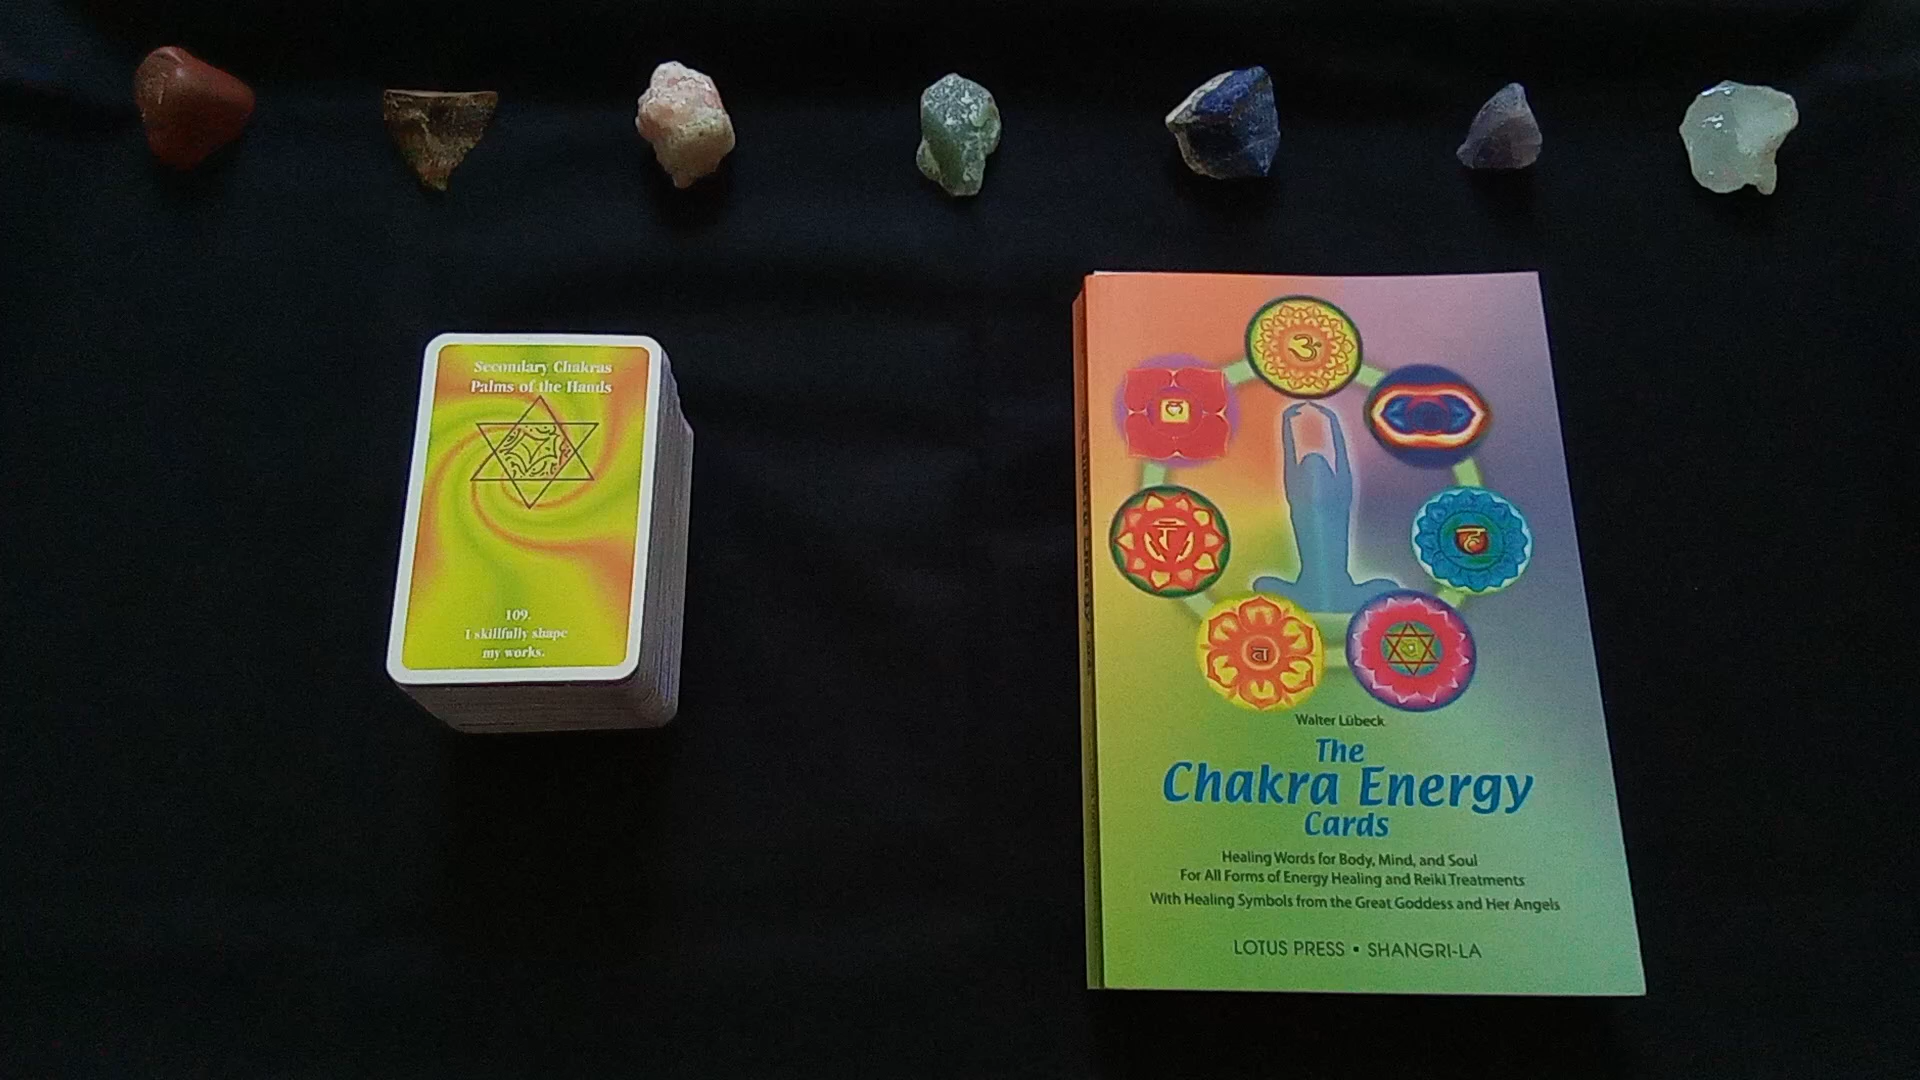 Secondary Chakras
Palms of the Hands
109.
I skillfully shape
my works.
Walter Lübeck
The
Chakra Energy
Cards
Healing Words for Body, Mind, and Soul
For All Forms of Energy Healing and Reiki Treatments
With Healing Symbols from the Great Goddess and Her Angels
LOTUS PRESS • SHANGRI-LA